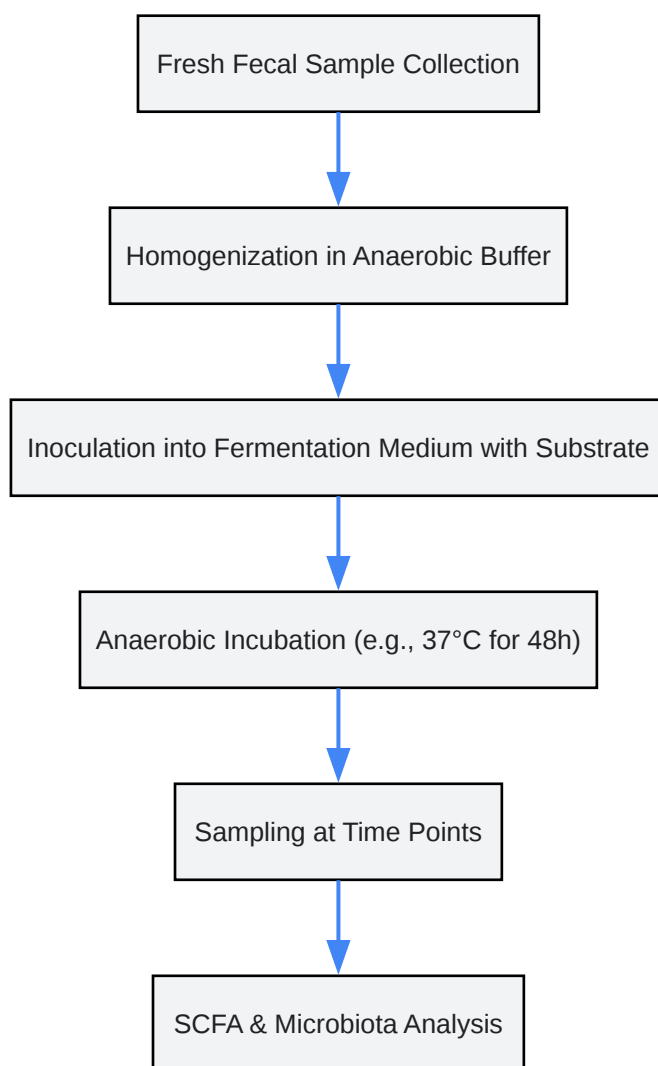 Fresh Fecal Sample Collection
Homogenization in Anaerobic Buffer
Inoculation into Fermentation Medium with Substrate
Anaerobic Incubation (e.g., 37°C for 48h)
Sampling at Time Points
SCFA & Microbiota Analysis